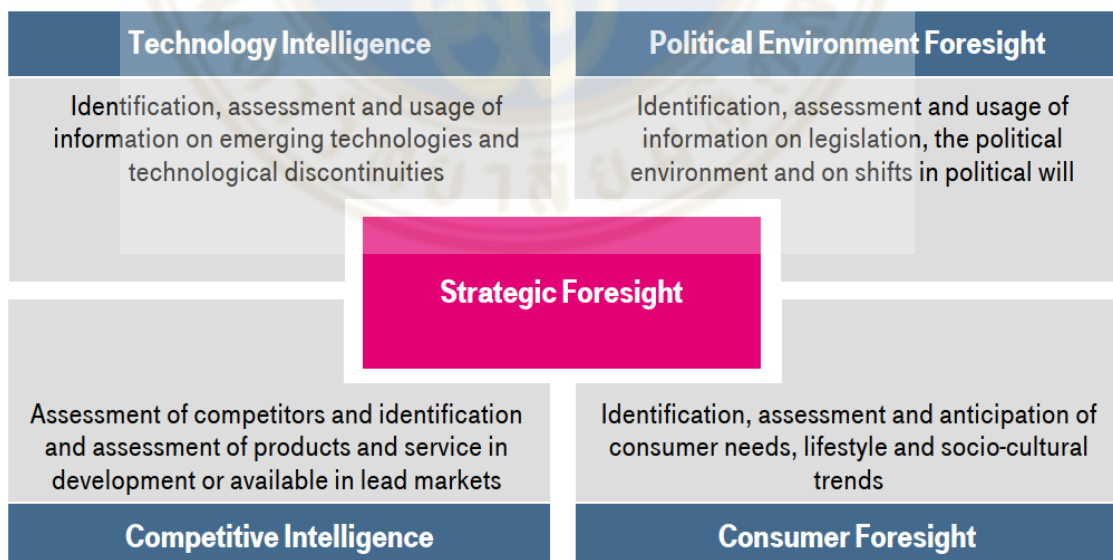 Technology Intelligence
Identification, assessment and usage of
information on emerging technologies and
technological discontinuities
Political Environment Foresight
Identification, assessment and usage of
information on legislation, the political
environment and on shifts in political will
Strategic Foresight
Assessment of competitors and identification
and assessment of products and service in
development or available in lead markets
Competitive Intelligence
Identification, assessment and anticipation of
consumer needs, lifestyle and socio-cultural
trends
Consumer Foresight